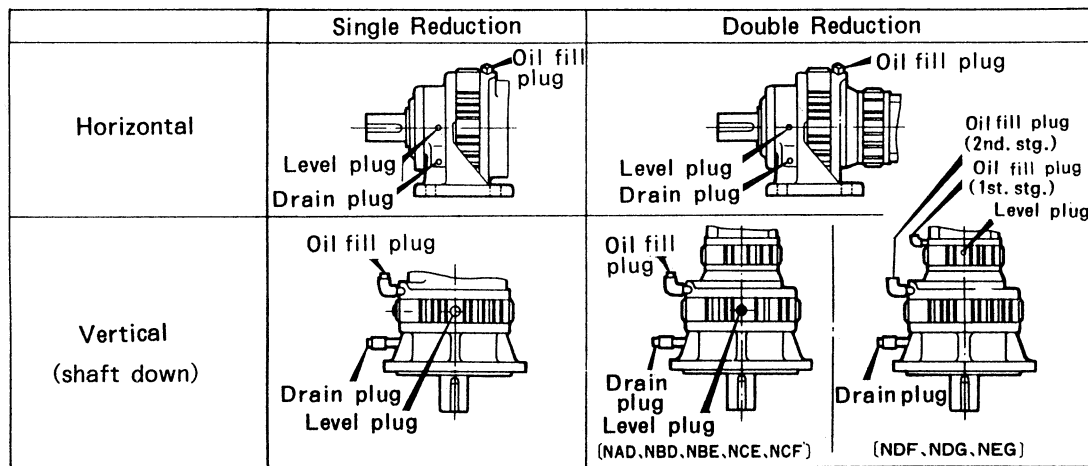 Single Reduction
Double Reduction
Horizontal
Oil fill
plug
Level plug
Drain plug
Oil fill plug
Level plug
Drain plug
Vertical
(shaft down)
Oil fill plug
Drain plug
Level plug
Oil fill
plug
Drain
plug
Level plug
(NAD、NBD、NBE、NCE、NCF)
Oil fill plug
(2nd. stg.)
Oil fill plug
(1st. stg.)
Level plug
Drain plug
(NDF、NDG、NEG)